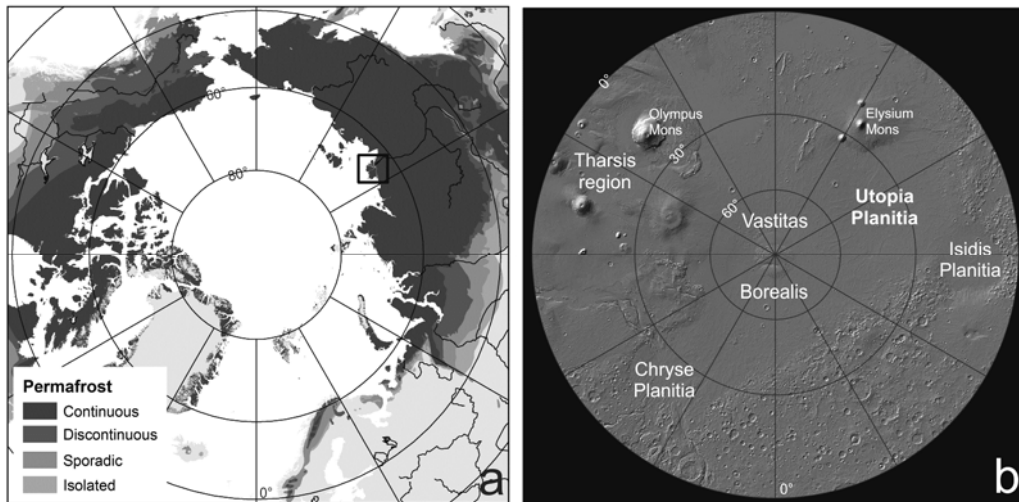 60°
80°
Permafrost
Continuous
Discontinuous
Sporadic
Isolated
0°
a
0°
Olympus
Mons
Elysium
Mons
30°
Tharsis
region
60°
Utopia
Planitia
Vastitas
Isidis
Planitia
Borealis
Chryse
Planitia
0°
b